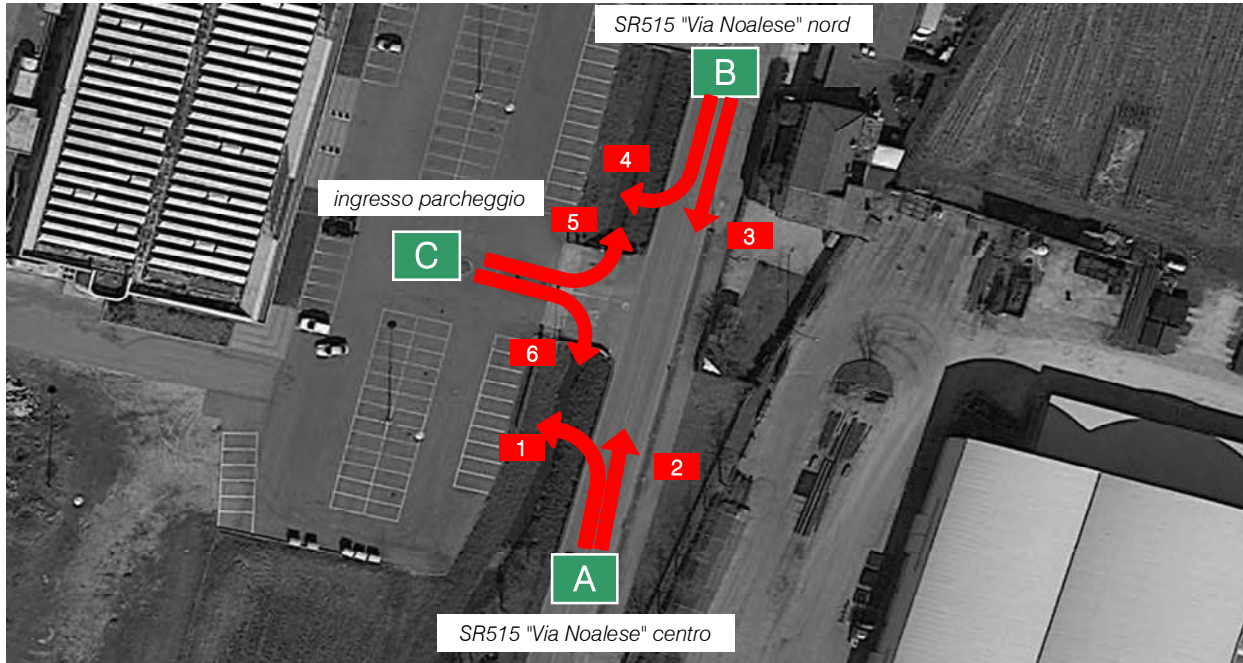 SR515 "Via Noalese" nord
B
4
ingresso parcheggio
5
3
C
6
1
2
A
SR515 "Via Noalese" centro